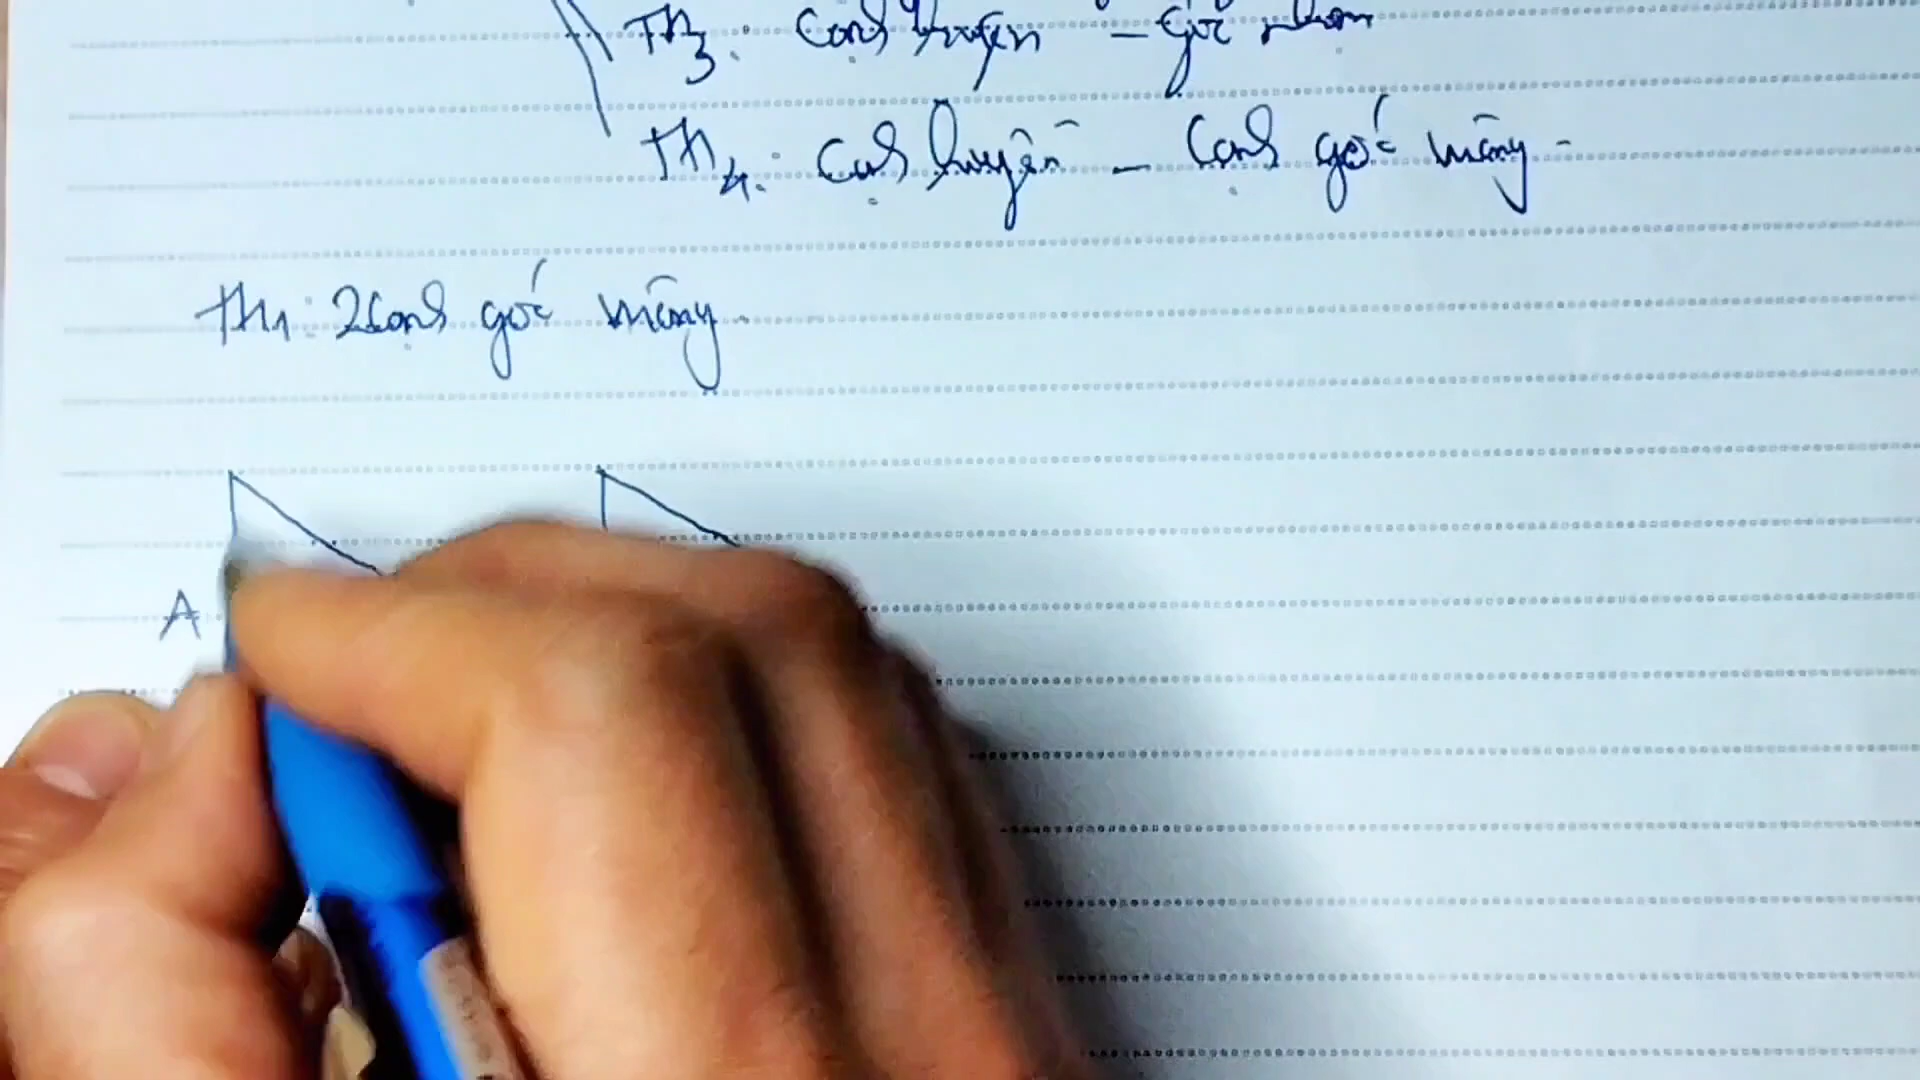 TH3: Cạnh huyền - góc nhọn
TH4: Cạnh huyền - Cạnh góc vuông.
TH1: 2 Cạnh góc vuông.
A